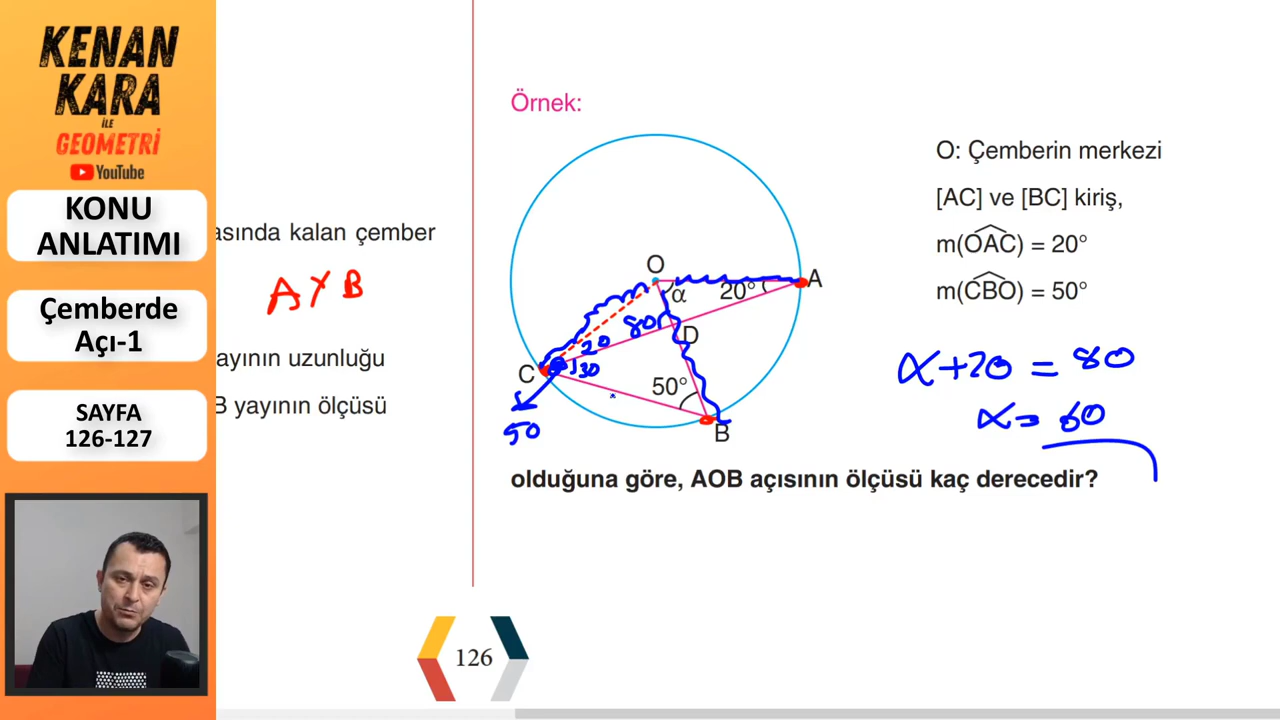 KENAN
KARA
İLE
GEOMETRİ
YouTube
KONU
ANLATIMI
Çemberde
Açı-1
SAYFA
126-127
asında kalan çember
A Y B
ayının uzunluğu
B yayının ölçüsü
Örnek:
O: Çemberin merkezi
[AC] ve [BC] kiriş,
m(OAC) = 20°
m(CBO) = 50°
O
A
α
20°
80
D
20
30
C
50°
50
B
α+20 = 80
α = 60
olduğuna göre, AOB açısının ölçüsü kaç derecedir?
126